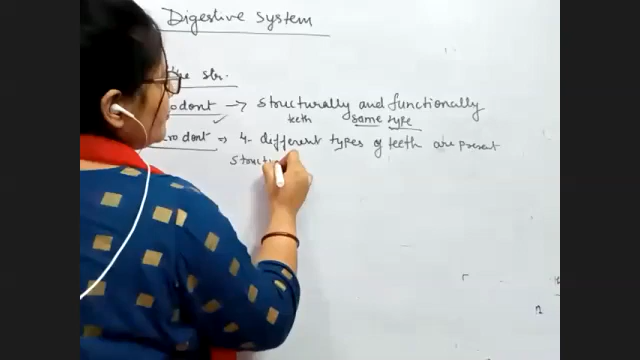 Digestive system
str.
odont → structurally and functionally
teeth same type
rodont ⇒ 4- different types of teeth are present
Structu